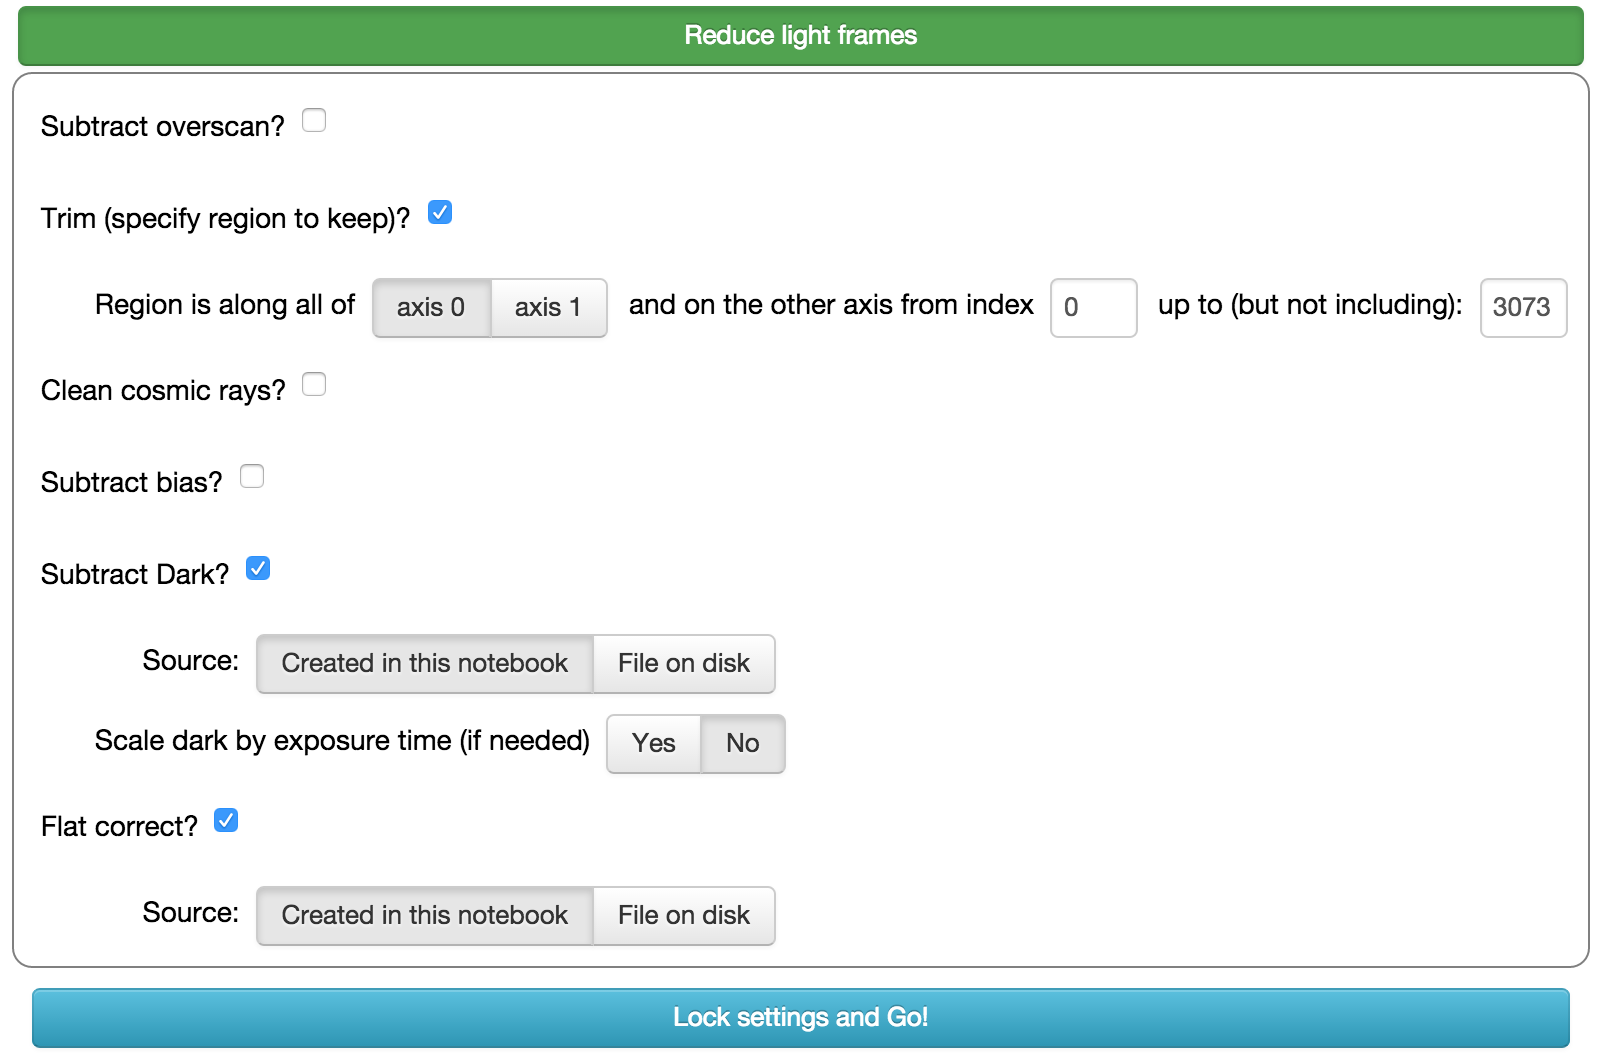 Reduce light frames
Subtract overscan?
Trim (specify region to keep)?
Region is along all of axis 0 axis 1 and on the other axis from index 0 up to (but not including): 3073
Clean cosmic rays?
Subtract bias?
Subtract Dark?
Source: Created in this notebook File on disk
Scale dark by exposure time (if needed) Yes No
Flat correct?
Source: Created in this notebook File on disk
Lock settings and Go!